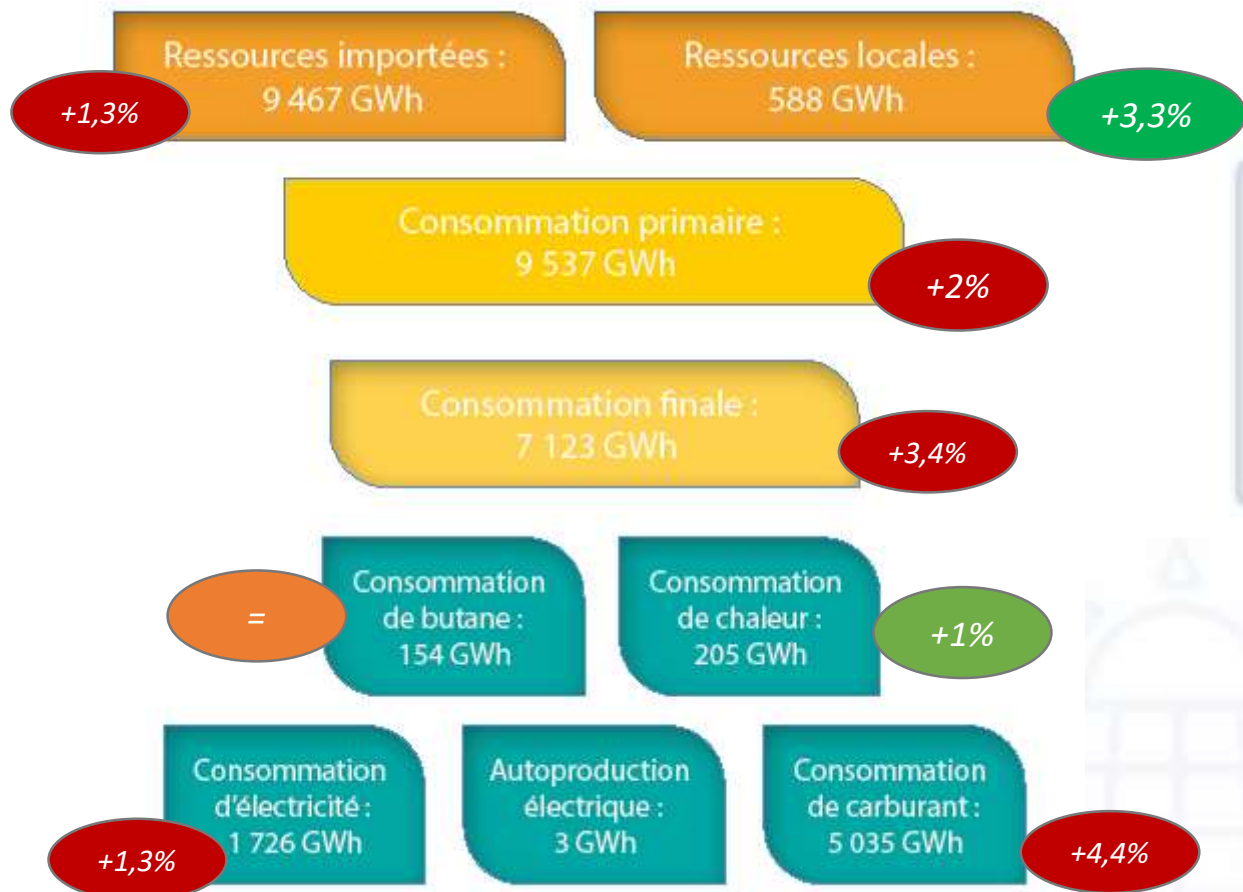 Ressources importées :
9 467 GWh
+1,3%
Ressources locales :
588 GWh
+3,3%
Consommation primaire :
9 537 GWh
+2%
Consommation finale :
7 123 GWh
+3,4%
=
Consommation
de butane :
154 GWh
Consommation
de chaleur :
205 GWh
+1%
Consommation
d'électricité :
1 726 GWh
+1,3%
Autoproduction
électrique :
3 GWh
Consommation
de carburant :
5 035 GWh
+4,4%